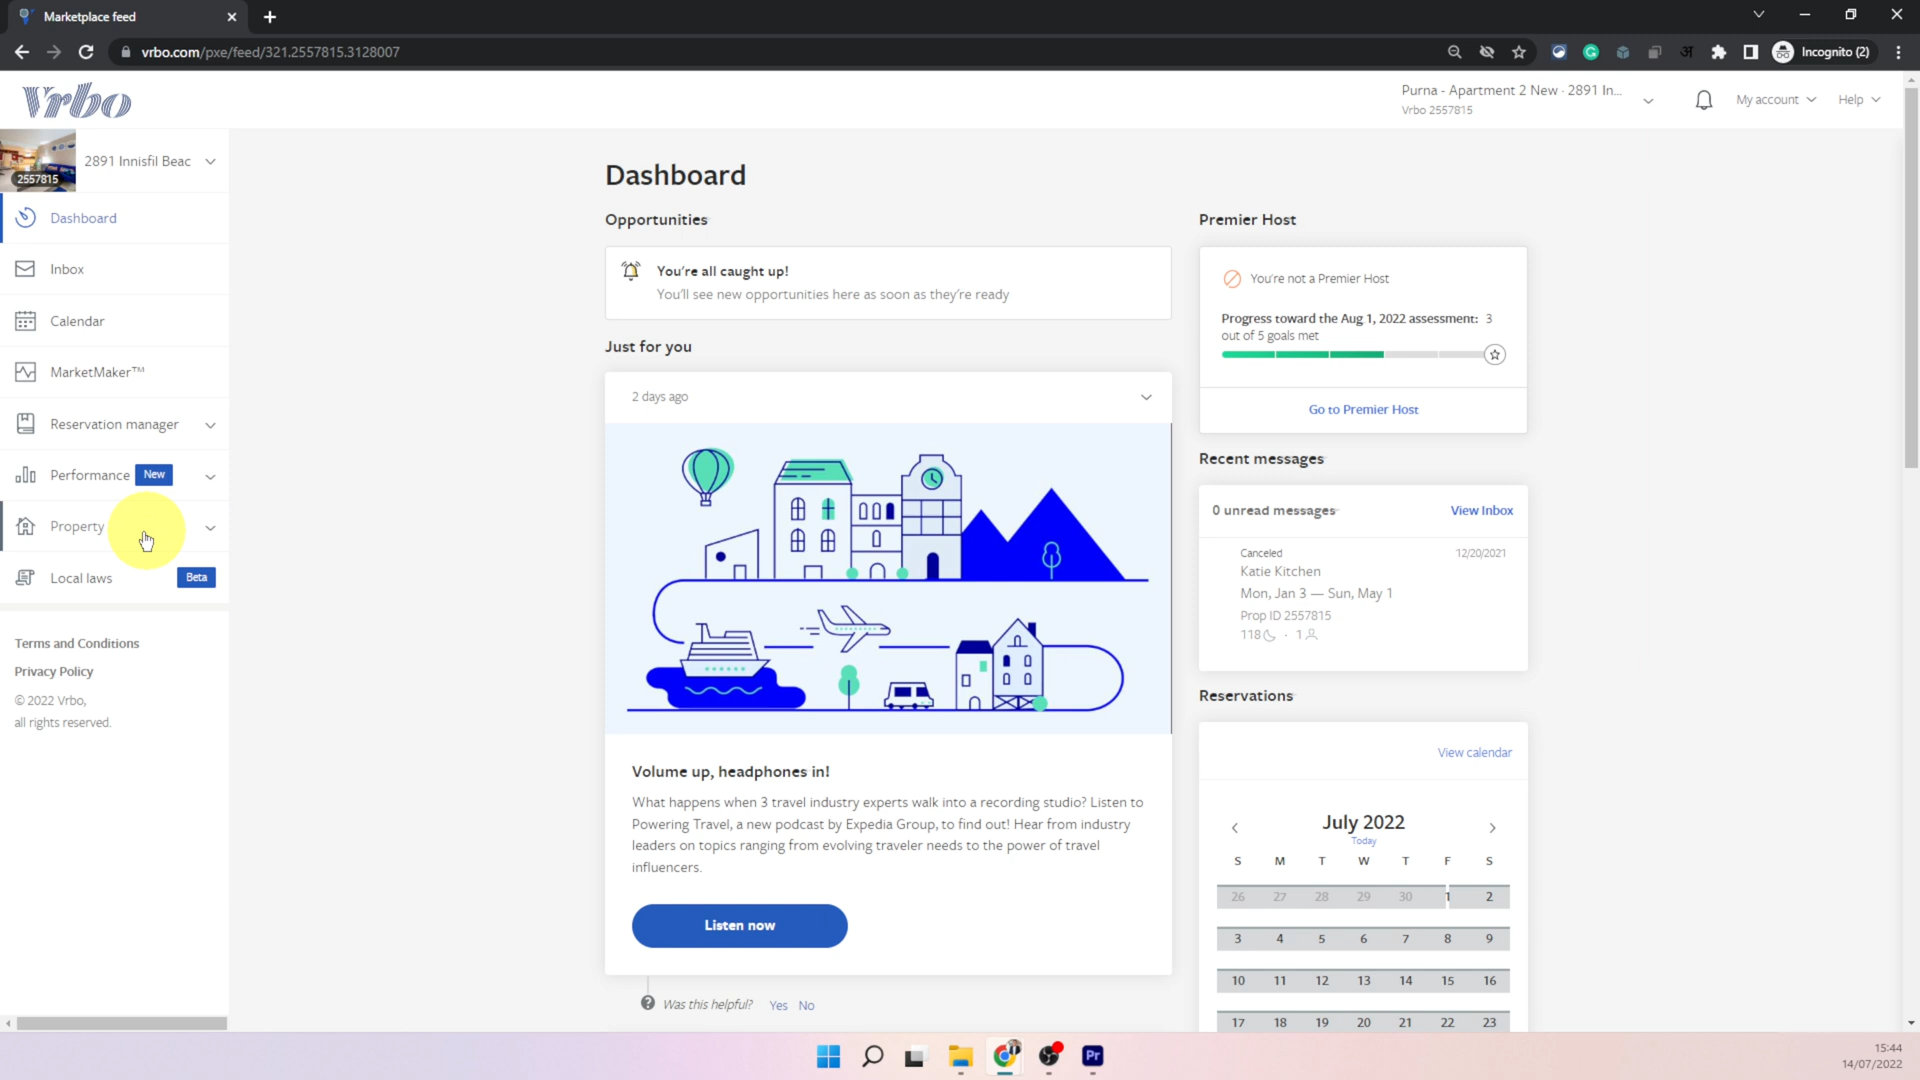 Marketplace feed
vrbo.com/pxe/feed/321.2557815.3128007
Incognito (2)
Vrbo
Purna - Apartment 2 New · 2891 In...
Vrbo 2557815
My account
Help
2557815
2891 Innisfil Beac
Dashboard
Inbox
Calendar
MarketMaker™
Reservation manager
Performance New
Property
Local laws Beta
Terms and Conditions
Privacy Policy
© 2022 Vrbo,
all rights reserved.
Dashboard
Opportunities
You're all caught up!
You'll see new opportunities here as soon as they're ready
Just for you
2 days ago
Volume up, headphones in!
What happens when 3 travel industry experts walk into a recording studio? Listen to
Powering Travel, a new podcast by Expedia Group, to find out! Hear from industry
leaders on topics ranging from evolving traveler needs to the power of travel
influencers.
Listen now
Was this helpful? Yes No
Premier Host
You're not a Premier Host
Progress toward the Aug 1, 2022 assessment: 3
out of 5 goals met
Go to Premier Host
Recent messages
0 unread messages
View Inbox
Canceled 12/20/2021
Katie Kitchen
Mon, Jan 3 — Sun, May 1
Prop ID 2557815
118 · 1
Reservations
View calendar
July 2022
Today
S M T W T F S
26 27 28 29 30 1 2
3 4 5 6 7 8 9
10 11 12 13 14 15 16
17 18 19 20 21 22 23
Pr
15:44
14/07/2022